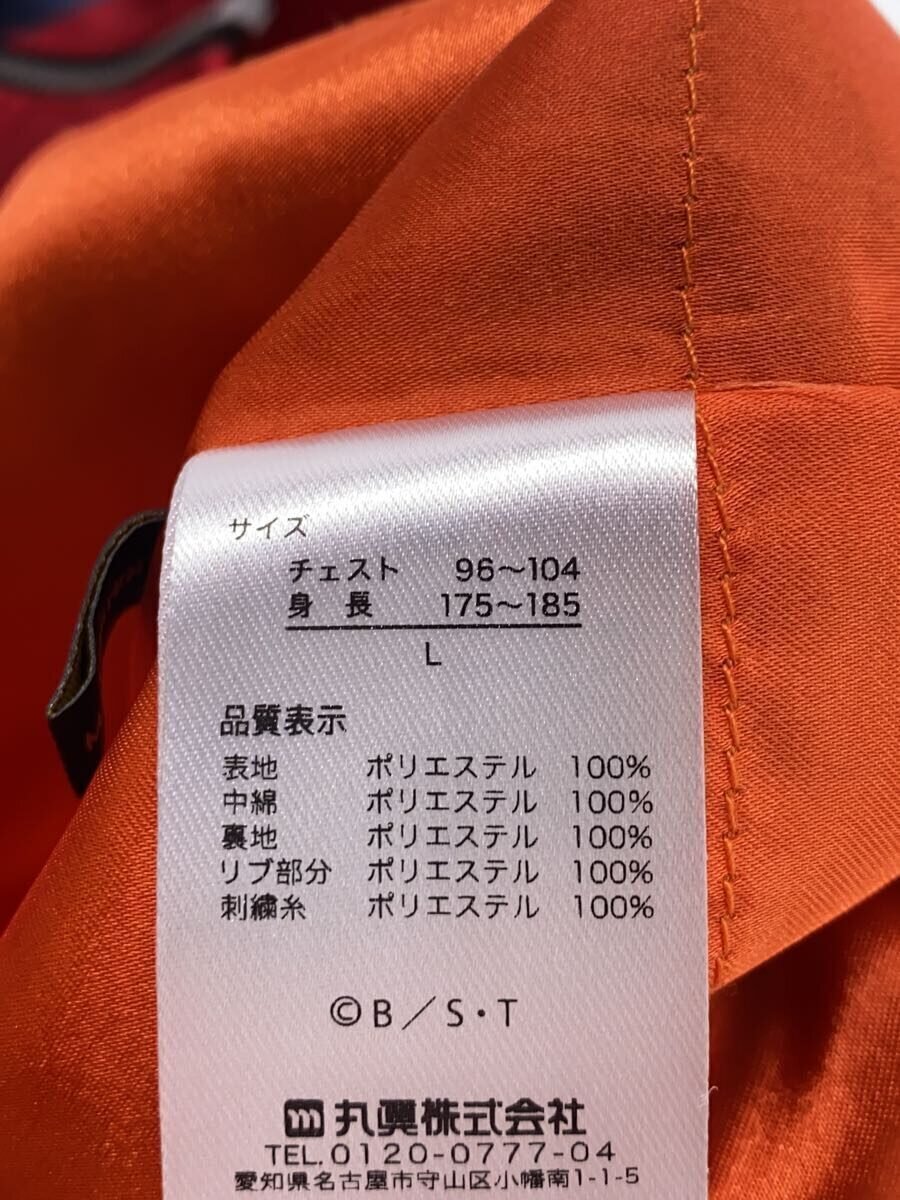 サイズ
チェスト 96〜104
身長 175〜185
L
品質表示
表地 ポリエステル 100%
中綿 ポリエステル 100%
裏地 ポリエステル 100%
リブ部分 ポリエステル 100%
刺繍糸 ポリエステル 100%
©B／S・T
丸眞株式会社
TEL.0120-0777-04
愛知県名古屋市守山区小幡南1-1-5